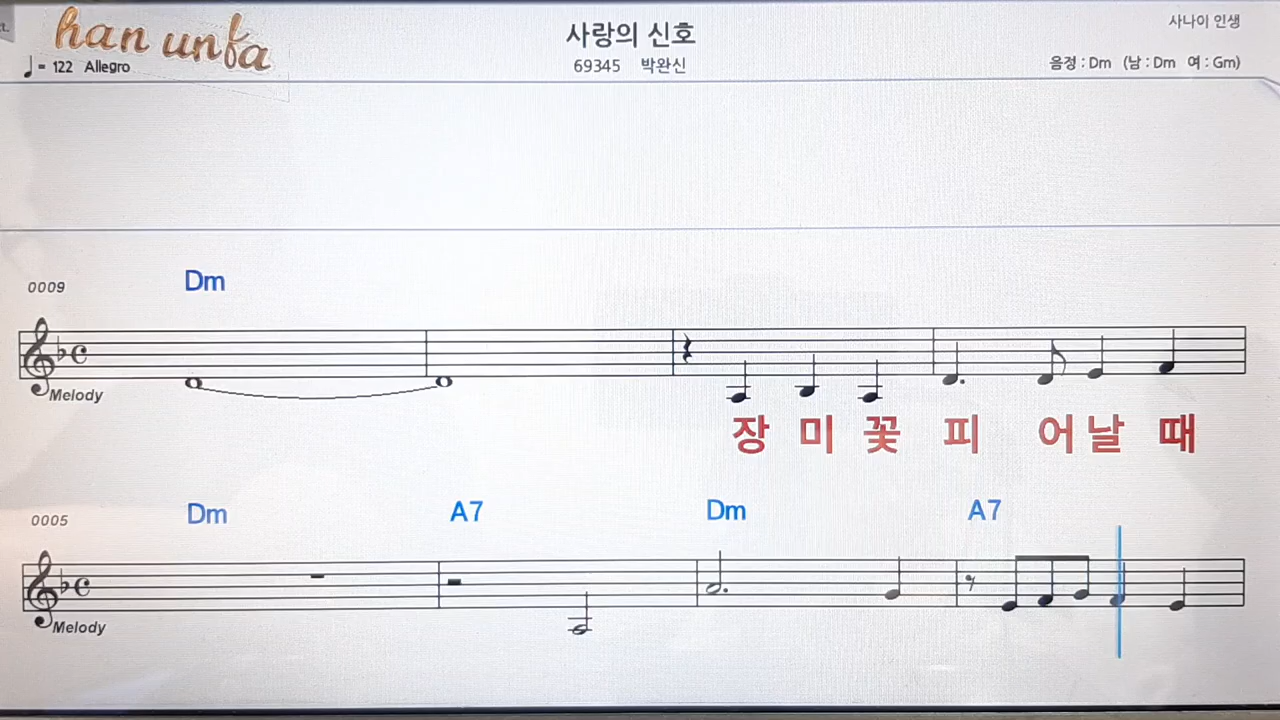 han unfa
사랑의 신호
사나이 인생
♩= 122 Allegro
69345 박완신
음정 : Dm (남 : Dm 여 : Gm)
0009
Dm
Melody
장 미 꽃 피 어 날 때
0005
Dm A7 Dm A7
Melody